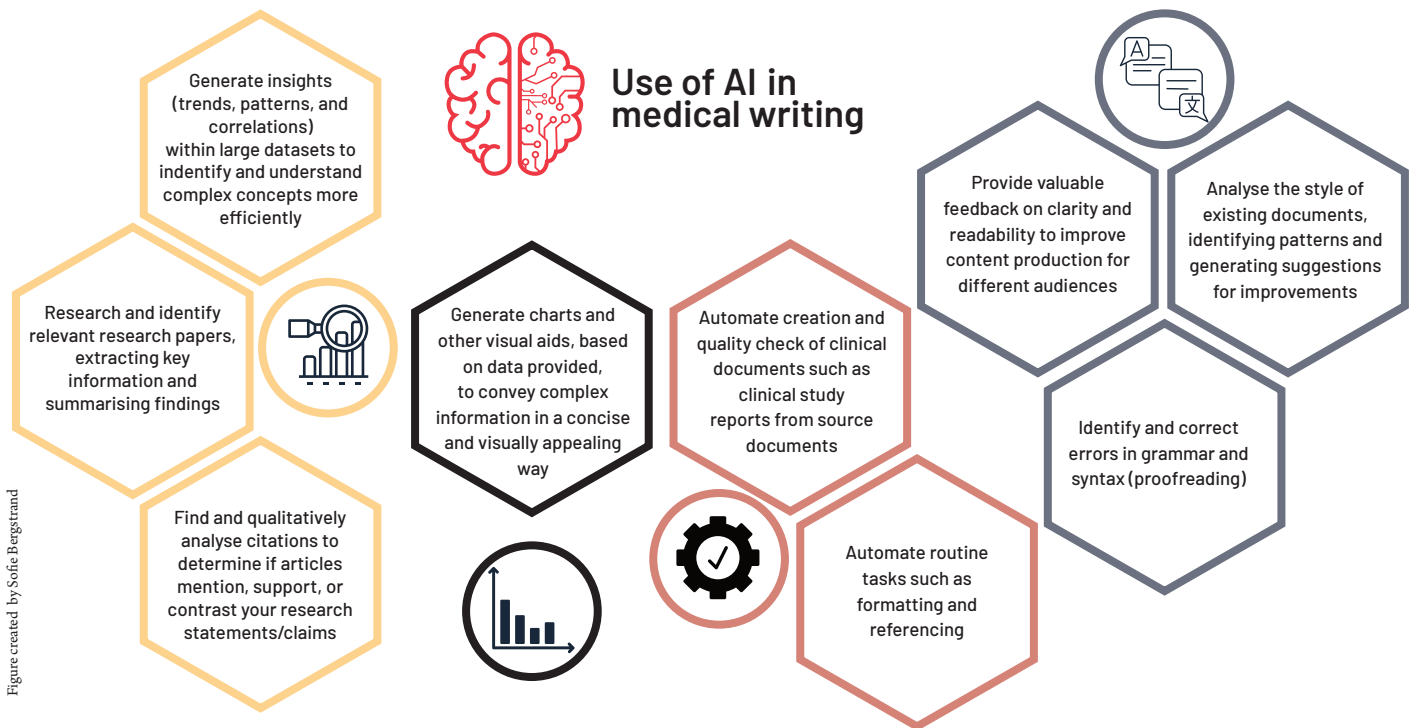 Use of AI in
medical writing
Generate insights
(trends, patterns, and
correlations)
within large datasets to
indentify and understand
complex concepts more
efficiently
Research and identify
relevant research papers,
extracting key
information and
summarising findings
Find and qualitatively
analyse citations to
determine if articles
mention, support, or
contrast your research
statements/claims
Generate charts and
other visual aids, based
on data provided,
to convey complex
information in a concise
and visually appealing
way
Automate creation and
quality check of clinical
documents such as
clinical study
reports from source
documents
Automate routine
tasks such as
formatting and
referencing
A
文
Provide valuable
feedback on clarity and
readability to improve
content production for
different audiences
Analyse the style of
existing documents,
identifying patterns and
generating suggestions
for improvements
Identify and correct
errors in grammar and
syntax (proofreading)
Figure created by Sofie Bergstrand